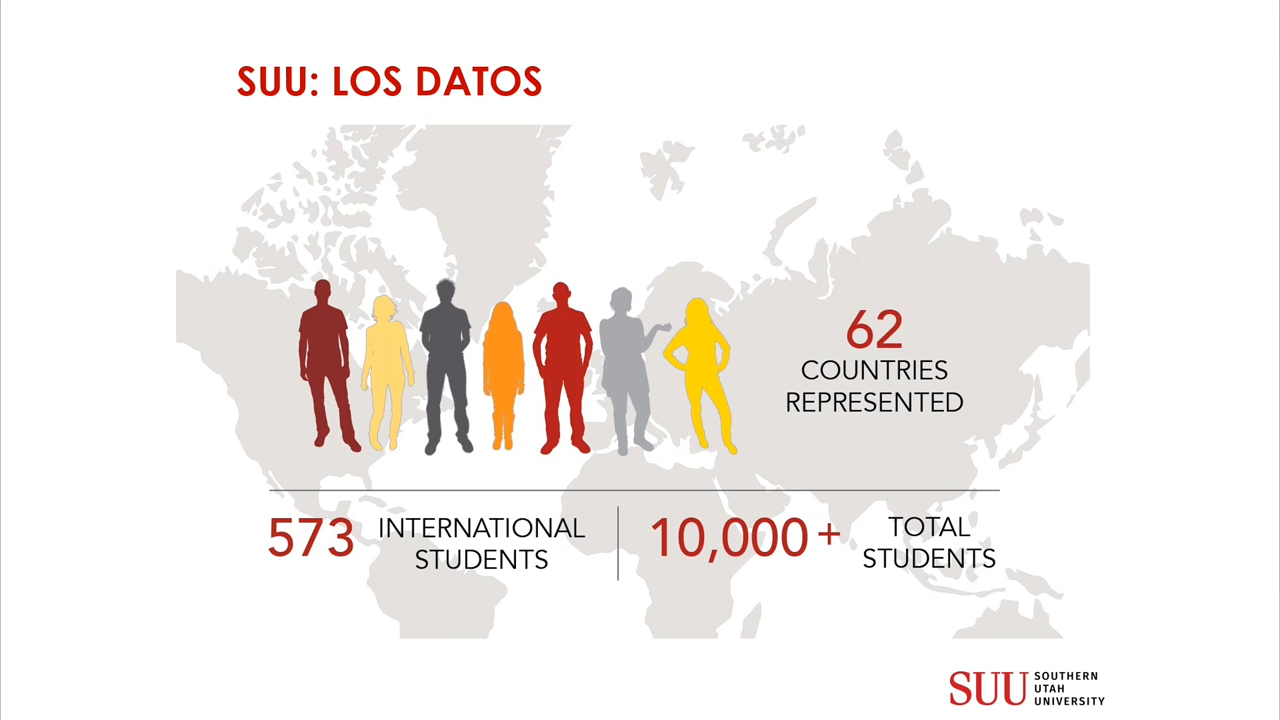 SUU: LOS DATOS
62
COUNTRIES
REPRESENTED
573
INTERNATIONAL
STUDENTS
10,000+
TOTAL
STUDENTS
SUU
SOUTHERN
UTAH
UNIVERSITY